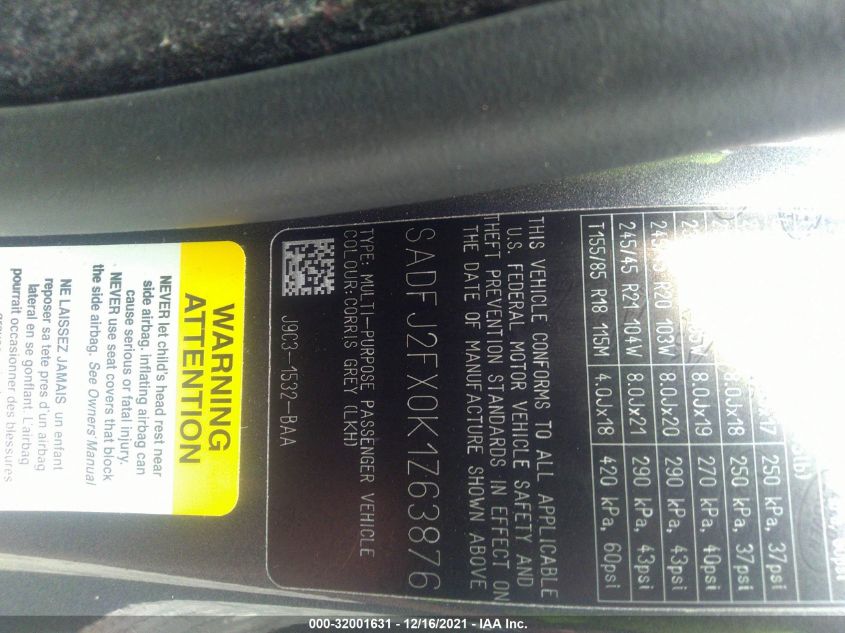 250 kPa, 37psi
8.0Jx18 250 kPa, 37psi
8.0Jx19 270 kPa, 40psi
R20 103W 8.0Jx20 290 kPa, 43psi
245/45 R21 104W 8.0Jx21 290 kPa, 43psi
T155/85 R18 115M 4.0Jx18 420 kPa, 60psi
THIS VEHICLE CONFORMS TO ALL APPLICABLE
U.S. FEDERAL MOTOR VEHICLE SAFETY AND
THEFT PREVENTION STANDARDS IN EFFECT ON
THE DATE OF MANUFACTURE SHOWN ABOVE
SADFJ2FX0K1Z63876
TYPE: MULTI-PURPOSE PASSENGER VEHICLE
COLOUR:CORRIS GREY (LKH)
J9C3-1532-BAA
WARNING
ATTENTION
NEVER let child's head rest near
side airbag. inflating airbag can
cause serious or fatal injury.
NEVER use seat covers that block
the side airbag. See Owners Manual
NE LAISSEZ JAMAIS un enfant
reposer sa tete pres d'un airbag
lateral en se gonflant. L'airbag
pourrait occasionner des blessures
000-32001631 - 12/16/2021 - IAA Inc.